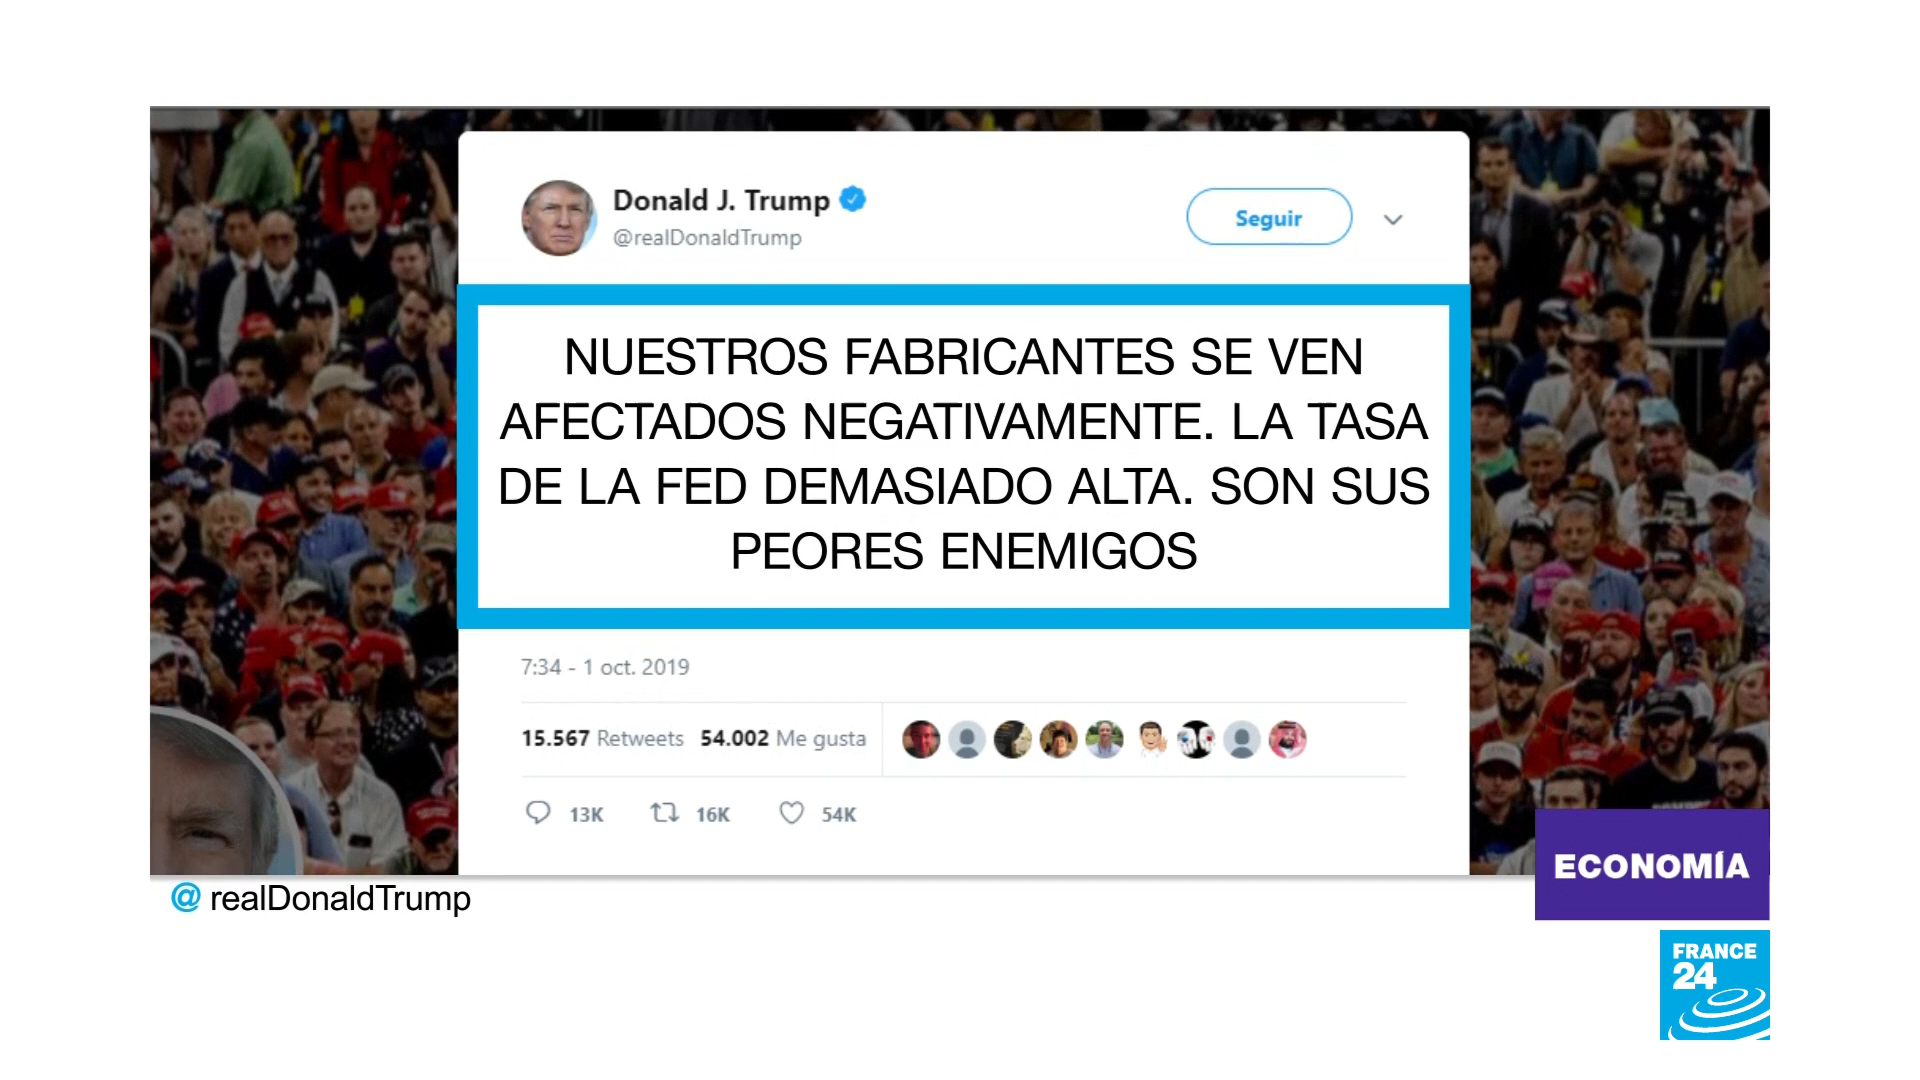 Donald J. Trump
@realDonaldTrump
Seguir
NUESTROS FABRICANTES SE VEN
AFECTADOS NEGATIVAMENTE. LA TASA
DE LA FED DEMASIADO ALTA. SON SUS
PEORES ENEMIGOS
7:34 - 1 oct. 2019
15.567 Retweets 54.002 Me gusta
13K 16K 54K
ECONOMÍA
@ realDonaldTrump
FRANCE
24